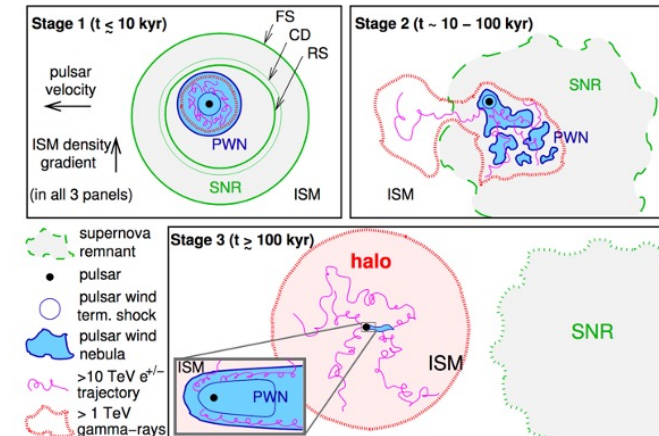 Stage 1 (t ≲ 10 kyr)
FS
CD
RS
pulsar
velocity
ISM density
gradient
(in all 3 panels)
PWN
SNR
ISM
Stage 2 (t ~ 10 – 100 kyr)
SNR
PWN
ISM
supernova
remnant
pulsar
pulsar wind
term. shock
pulsar wind
nebula
>10 TeV e+/−
trajectory
> 1 TeV
gamma−rays
Stage 3 (t ≳ 100 kyr)
halo
ISM
SNR
ISM
PWN